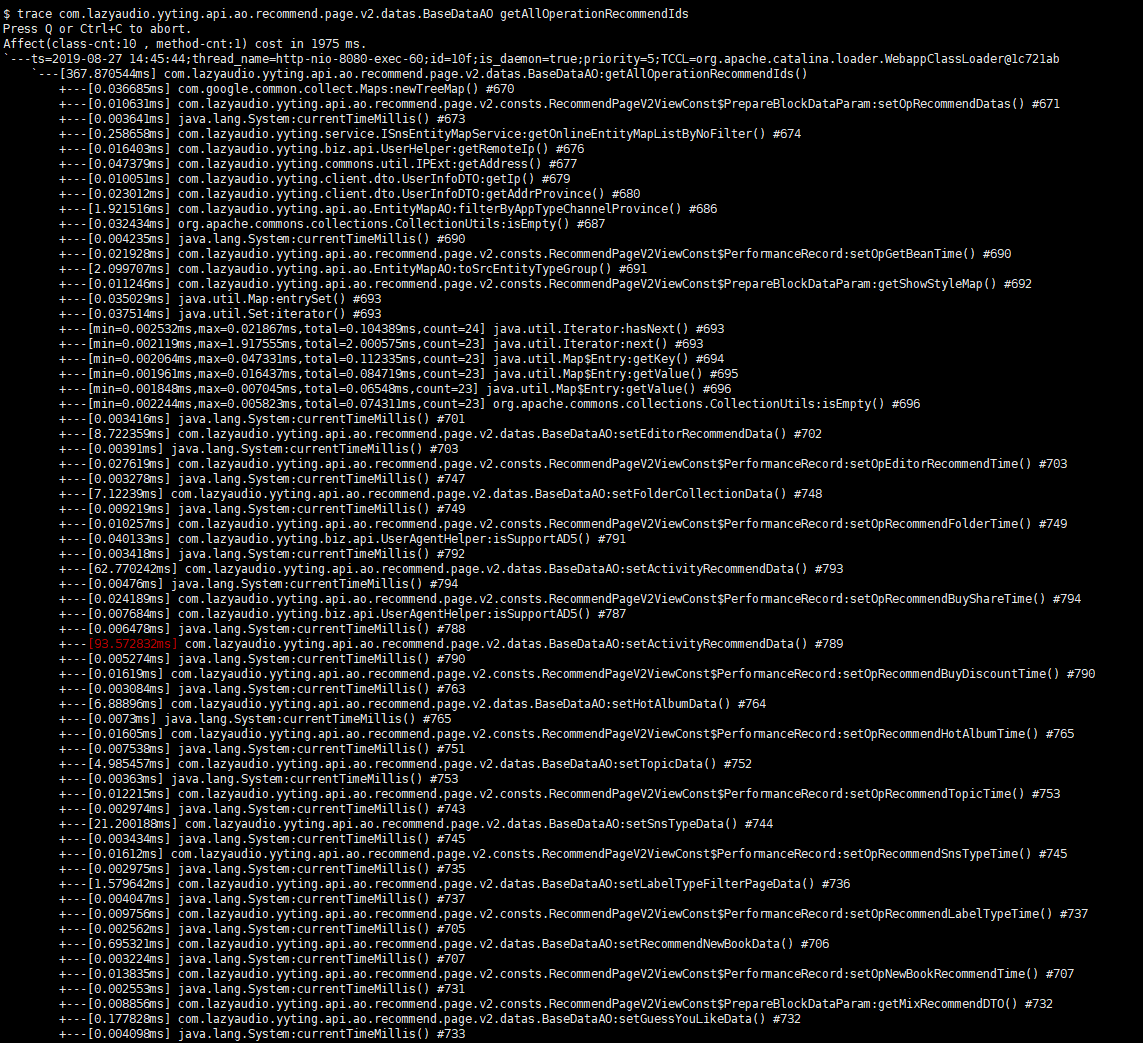 $ trace com.lazyaudio.yyting.api.ao.recommend.page.v2.datas.BaseDataAO getAllOperationRecommendIds
Press Q or Ctrl+C to abort.
Affect(class-cnt:10 , method-cnt:1) cost in 1975 ms.
`---ts=2019-08-27 14:45:44;thread_name=http-nio-8080-exec-60;id=10f;is_daemon=true;priority=5;TCCL=org.apache.catalina.loader.WebappClassLoader@1c721ab
`---[367.870544ms] com.lazyaudio.yyting.api.ao.recommend.page.v2.datas.BaseDataAO:getAllOperationRecommendIds()
+---[0.036685ms] com.google.common.collect.Maps:newTreeMap() #670
+---[0.010631ms] com.lazyaudio.yyting.api.ao.recommend.page.v2.consts.RecommendPageV2ViewConst$PrepareBlockDataParam:setOpRecommendDatas() #671
+---[0.003641ms] java.lang.System:currentTimeMillis() #673
+---[0.258658ms] com.lazyaudio.yyting.service.ISnsEntityMapService:getOnlineEntityMapListByNoFilter() #674
+---[0.016403ms] com.lazyaudio.yyting.biz.api.UserHelper:getRemoteIp() #676
+---[0.047379ms] com.lazyaudio.yyting.commons.util.IPExt:getAddress() #677
+---[0.010051ms] com.lazyaudio.yyting.client.dto.UserInfoDTO:getIp() #679
+---[0.023012ms] com.lazyaudio.yyting.client.dto.UserInfoDTO:getAddrProvince() #680
+---[1.921516ms] com.lazyaudio.yyting.api.ao.EntityMapAO:filterByAppTypeChannelProvince() #686
+---[0.032434ms] org.apache.commons.collections.CollectionUtils:isEmpty() #687
+---[0.004235ms] java.lang.System:currentTimeMillis() #690
+---[0.021928ms] com.lazyaudio.yyting.api.ao.recommend.page.v2.consts.RecommendPageV2ViewConst$PerformanceRecord:setOpGetBeanTime() #690
+---[2.099707ms] com.lazyaudio.yyting.api.ao.EntityMapAO:toSrcEntityTypeGroup() #691
+---[0.011246ms] com.lazyaudio.yyting.api.ao.recommend.page.v2.consts.RecommendPageV2ViewConst$PrepareBlockDataParam:getShowStyleMap() #692
+---[0.035029ms] java.util.Map:entrySet() #693
+---[0.037514ms] java.util.Set:iterator() #693
+---[min=0.002532ms,max=0.021867ms,total=0.104389ms,count=24] java.util.Iterator:hasNext() #693
+---[min=0.002119ms,max=1.917555ms,total=2.000575ms,count=23] java.util.Iterator:next() #693
+---[min=0.002064ms,max=0.047331ms,total=0.112335ms,count=23] java.util.Map$Entry:getKey() #694
+---[min=0.001961ms,max=0.016437ms,total=0.084719ms,count=23] java.util.Map$Entry:getValue() #695
+---[min=0.001848ms,max=0.007045ms,total=0.06548ms,count=23] java.util.Map$Entry:getValue() #696
+---[min=0.002244ms,max=0.005823ms,total=0.074311ms,count=23] org.apache.commons.collections.CollectionUtils:isEmpty() #696
+---[0.003416ms] java.lang.System:currentTimeMillis() #701
+---[8.722359ms] com.lazyaudio.yyting.api.ao.recommend.page.v2.datas.BaseDataAO:setEditorRecommendData() #702
+---[0.00391ms] java.lang.System:currentTimeMillis() #703
+---[0.027619ms] com.lazyaudio.yyting.api.ao.recommend.page.v2.consts.RecommendPageV2ViewConst$PerformanceRecord:setOpEditorRecommendTime() #703
+---[0.003278ms] java.lang.System:currentTimeMillis() #747
+---[7.12239ms] com.lazyaudio.yyting.api.ao.recommend.page.v2.datas.BaseDataAO:setFolderCollectionData() #748
+---[0.009219ms] java.lang.System:currentTimeMillis() #749
+---[0.010257ms] com.lazyaudio.yyting.api.ao.recommend.page.v2.consts.RecommendPageV2ViewConst$PerformanceRecord:setOpRecommendFolderTime() #749
+---[0.040133ms] com.lazyaudio.yyting.biz.api.UserAgentHelper:isSupportAD5() #791
+---[0.003418ms] java.lang.System:currentTimeMillis() #792
+---[62.770242ms] com.lazyaudio.yyting.api.ao.recommend.page.v2.datas.BaseDataAO:setActivityRecommendData() #793
+---[0.00476ms] java.lang.System:currentTimeMillis() #794
+---[0.024189ms] com.lazyaudio.yyting.api.ao.recommend.page.v2.consts.RecommendPageV2ViewConst$PerformanceRecord:setOpRecommendBuyShareTime() #794
+---[0.007684ms] com.lazyaudio.yyting.biz.api.UserAgentHelper:isSupportAD5() #787
+---[0.006478ms] java.lang.System:currentTimeMillis() #788
+---[93.572832ms] com.lazyaudio.yyting.api.ao.recommend.page.v2.datas.BaseDataAO:setActivityRecommendData() #789
+---[0.005274ms] java.lang.System:currentTimeMillis() #790
+---[0.01619ms] com.lazyaudio.yyting.api.ao.recommend.page.v2.consts.RecommendPageV2ViewConst$PerformanceRecord:setOpRecommendBuyDiscountTime() #790
+---[0.003084ms] java.lang.System:currentTimeMillis() #763
+---[6.88896ms] com.lazyaudio.yyting.api.ao.recommend.page.v2.datas.BaseDataAO:setHotAlbumData() #764
+---[0.0073ms] java.lang.System:currentTimeMillis() #765
+---[0.01605ms] com.lazyaudio.yyting.api.ao.recommend.page.v2.consts.RecommendPageV2ViewConst$PerformanceRecord:setOpRecommendHotAlbumTime() #765
+---[0.007538ms] java.lang.System:currentTimeMillis() #751
+---[4.985457ms] com.lazyaudio.yyting.api.ao.recommend.page.v2.datas.BaseDataAO:setTopicData() #752
+---[0.00363ms] java.lang.System:currentTimeMillis() #753
+---[0.012215ms] com.lazyaudio.yyting.api.ao.recommend.page.v2.consts.RecommendPageV2ViewConst$PerformanceRecord:setOpRecommendTopicTime() #753
+---[0.002974ms] java.lang.System:currentTimeMillis() #743
+---[21.200188ms] com.lazyaudio.yyting.api.ao.recommend.page.v2.datas.BaseDataAO:setSnsTypeData() #744
+---[0.003434ms] java.lang.System:currentTimeMillis() #745
+---[0.01612ms] com.lazyaudio.yyting.api.ao.recommend.page.v2.consts.RecommendPageV2ViewConst$PerformanceRecord:setOpRecommendSnsTypeTime() #745
+---[0.002975ms] java.lang.System:currentTimeMillis() #735
+---[1.579642ms] com.lazyaudio.yyting.api.ao.recommend.page.v2.datas.BaseDataAO:setLabelTypeFilterPageData() #736
+---[0.004047ms] java.lang.System:currentTimeMillis() #737
+---[0.009756ms] com.lazyaudio.yyting.api.ao.recommend.page.v2.consts.RecommendPageV2ViewConst$PerformanceRecord:setOpRecommendLabelTypeTime() #737
+---[0.002562ms] java.lang.System:currentTimeMillis() #705
+---[0.695321ms] com.lazyaudio.yyting.api.ao.recommend.page.v2.datas.BaseDataAO:setRecommendNewBookData() #706
+---[0.003224ms] java.lang.System:currentTimeMillis() #707
+---[0.013835ms] com.lazyaudio.yyting.api.ao.recommend.page.v2.consts.RecommendPageV2ViewConst$PerformanceRecord:setOpNewBookRecommendTime() #707
+---[0.002553ms] java.lang.System:currentTimeMillis() #731
+---[0.008856ms] com.lazyaudio.yyting.api.ao.recommend.page.v2.consts.RecommendPageV2ViewConst$PrepareBlockDataParam:getMixRecommendDTO() #732
+---[0.177828ms] com.lazyaudio.yyting.api.ao.recommend.page.v2.datas.BaseDataAO:setGuessYouLikeData() #732
+---[0.004098ms] java.lang.System:currentTimeMillis() #733